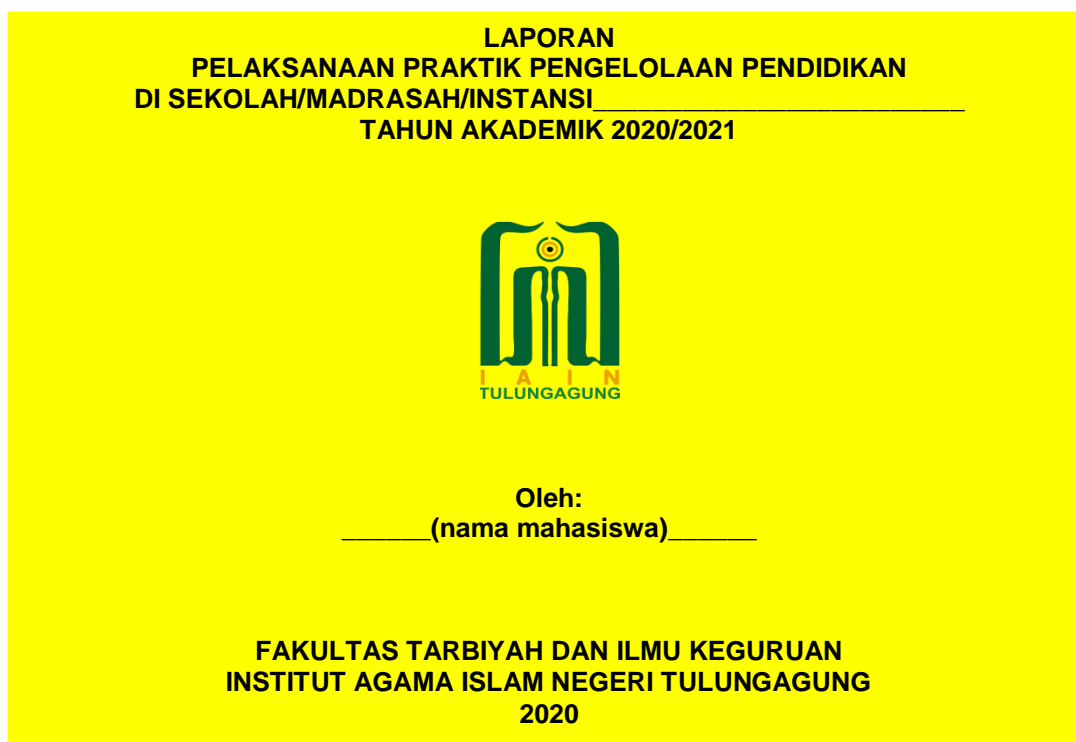 LAPORAN
PELAKSANAAN PRAKTIK PENGELOLAAN PENDIDIKAN
DI SEKOLAH/MADRASAH/INSTANSI_________________________
TAHUN AKADEMIK 2020/2021
I A I N
TULUNGAGUNG
Oleh:
______(nama mahasiswa)______
FAKULTAS TARBIYAH DAN ILMU KEGURUAN
INSTITUT AGAMA ISLAM NEGERI TULUNGAGUNG
2020